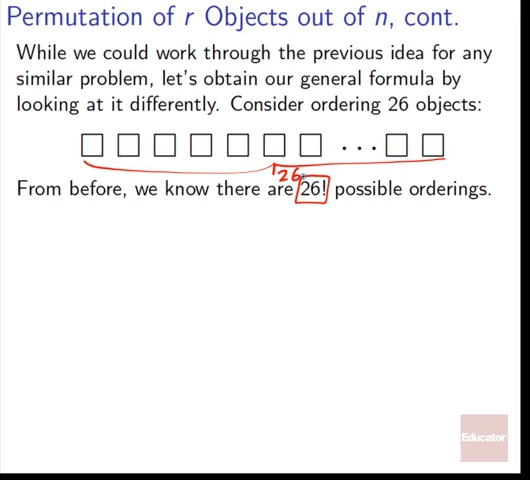 Permutation of r Objects out of n, cont.
While we could work through the previous idea for any
similar problem, let's obtain our general formula by
looking at it differently. Consider ordering 26 objects:
...
26
From before, we know there are 26! possible orderings.
Educator